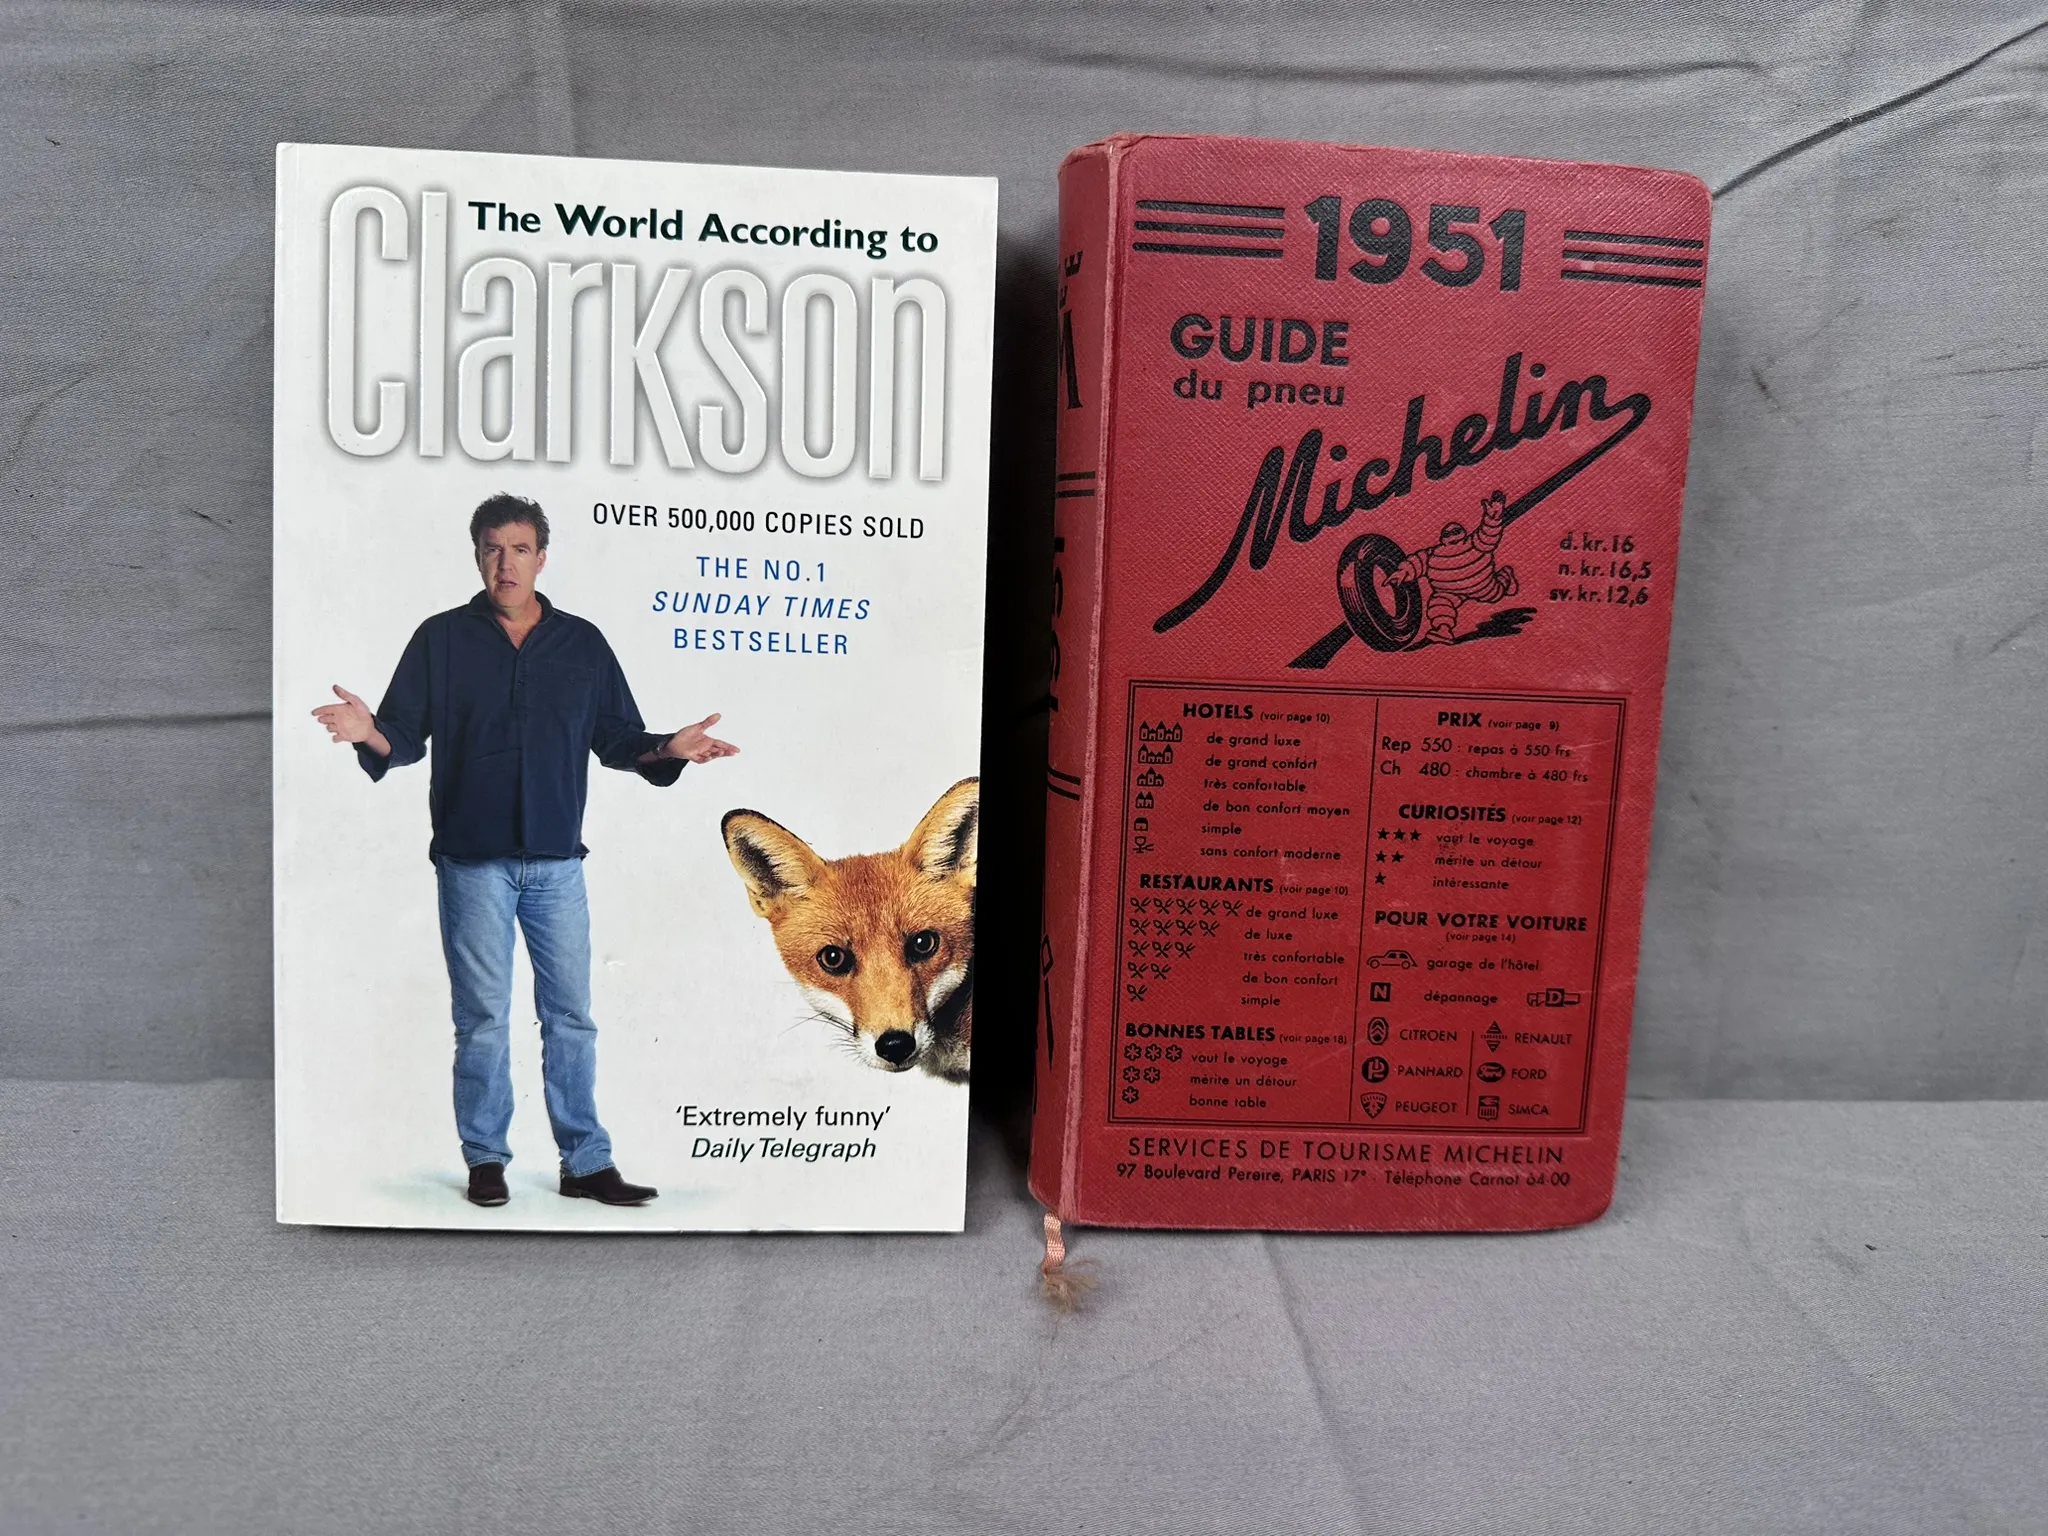 The World According to
Clarkson
OVER 500,000 COPIES SOLD
THE NO.1
SUNDAY TIMES
BESTSELLER
'Extremely funny'
Daily Telegraph
1951
GUIDE
du pneu
Michelin
d. kr. 16
n. kr. 16,5
sv. kr. 12,6
HOTELS (voir page 10)
de grand luxe
de grand confort
très confortable
de bon confort moyen
simple
sans confort moderne
RESTAURANTS (voir page 10)
de grand luxe
de luxe
très confortable
de bon confort
simple
BONNES TABLES (voir page 18)
vaut le voyage
mérite un détour
bonne table
PRIX (voir page 9)
Rep 550 : repas à 550 frs
Ch 480 : chambre à 480 frs
CURIOSITÉS (voir page 12)
vaut le voyage
mérite un détour
intéressante
POUR VOTRE VOITURE
(voir page 14)
garage de l'hôtel
N dépannage D
CITROEN RENAULT
PANHARD FORD
PEUGEOT SIMCA
SERVICES DE TOURISME MICHELIN
97 Boulevard Pereire, PARIS 17e - Téléphone Carnot 64-00
1951